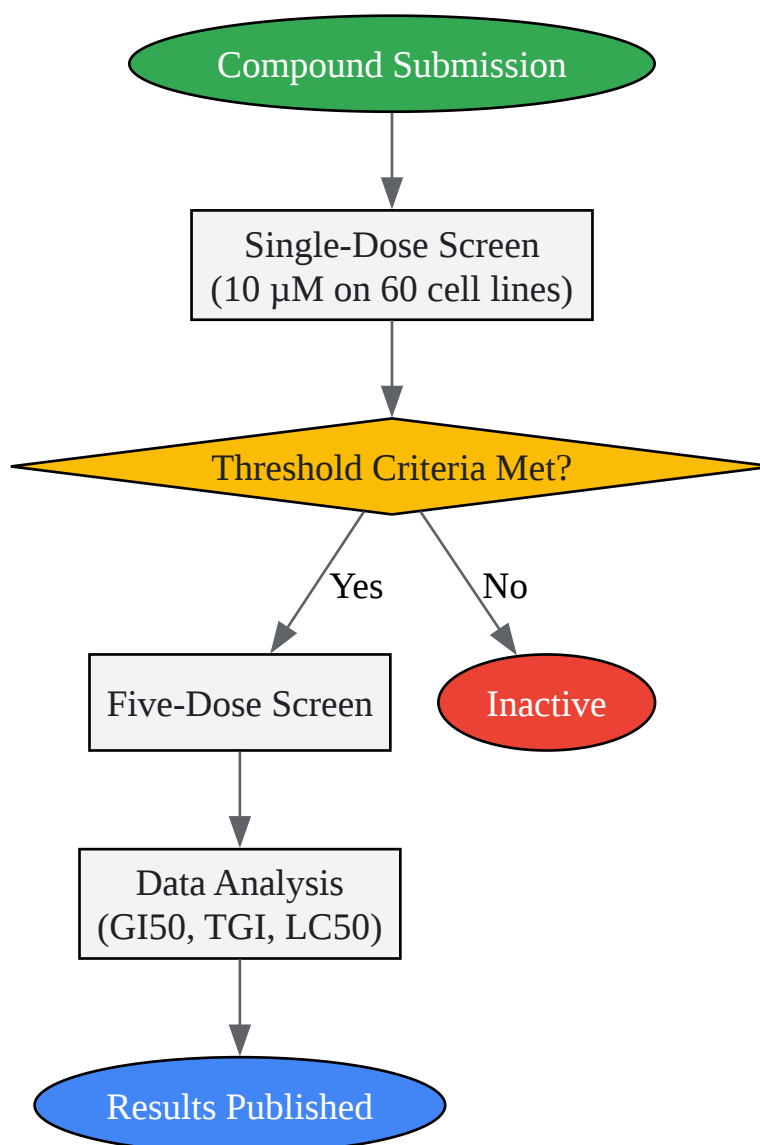 Compound Submission
Single-Dose Screen
(10 µM on 60 cell lines)
Threshold Criteria Met?
Yes
No
Five-Dose Screen
Inactive
Data Analysis
(GI50, TGI, LC50)
Results Published